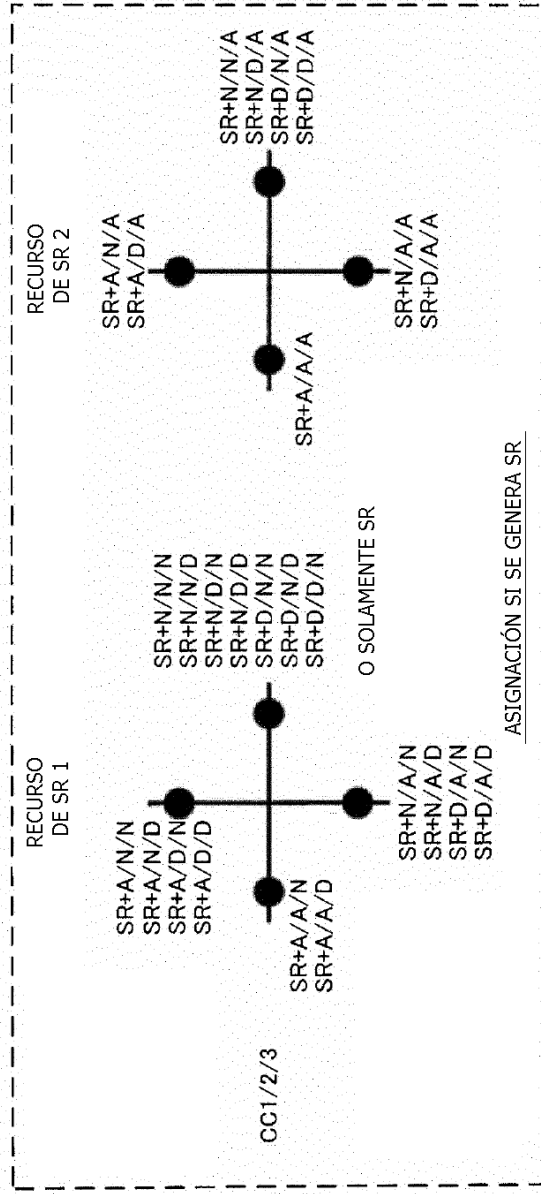 RECURSO
DE SR 1
RECURSO
DE SR 2
CC1/2/3
SR+A/N/N
SR+A/N/D
SR+A/D/N
SR+A/D/D
SR+N/N/N
SR+N/N/D
SR+N/D/N
SR+N/D/D
SR+D/N/N
SR+D/N/D
SR+D/D/N
SR+A/A/N
SR+A/A/D
SR+N/A/N
SR+N/A/D
SR+D/A/N
SR+D/A/D
O SOLAMENTE SR
SR+A/N/A
SR+A/D/A
SR+N/N/A
SR+N/D/A
SR+D/N/A
SR+D/D/A
SR+A/A/A
SR+N/A/A
SR+D/A/A
ASIGNACIÓN SI SE GENERA SR